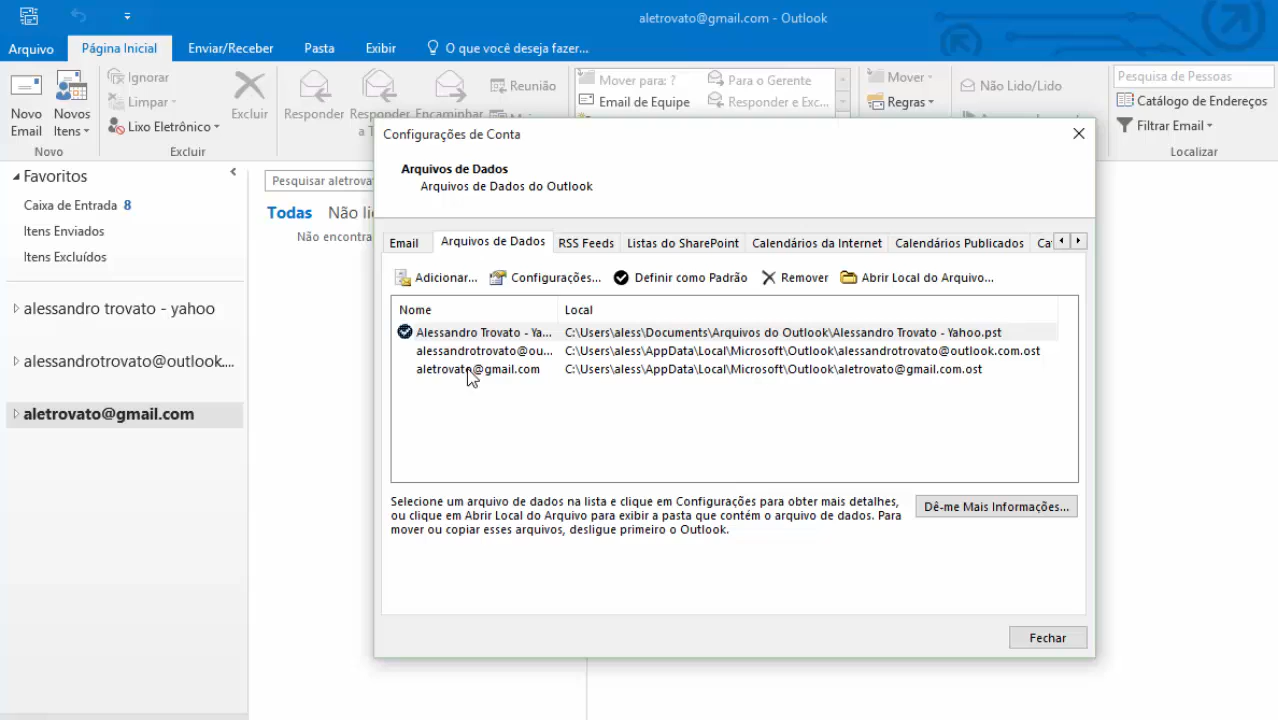 aletrovato@gmail.com - Outlook
Arquivo Página Inicial Enviar/Receber Pasta Exibir O que você deseja fazer...
Novo Email
Novos Itens
Novo
Ignorar
Limpar
Lixo Eletrônico
Excluir
Excluir
Responder
Responder a T
Encaminhar
Reunião
Mover para: ?
Email de Equipe
Para o Gerente
Responder e Exc...
Mover
Regras
Não Lido/Lido
Pesquisa de Pessoas
Catálogo de Endereços
Filtrar Email
Localizar
Favoritos
Caixa de Entrada 8
Itens Enviados
Itens Excluídos
alessandro trovato - yahoo
alessandrotrovato@outlook....
aletrovato@gmail.com
Pesquisar aletrova
Todas Não li
Não encontra
Configurações de Conta
Arquivos de Dados
Arquivos de Dados do Outlook
Email Arquivos de Dados RSS Feeds Listas do SharePoint Calendários da Internet Calendários Publicados Ca
Adicionar... Configurações... Definir como Padrão Remover Abrir Local do Arquivo...
Nome Local
Alessandro Trovato - Ya... C:\Users\aless\Documents\Arquivos do Outlook\Alessandro Trovato - Yahoo.pst
alessandrotrovato@ou... C:\Users\aless\AppData\Local\Microsoft\Outlook\alessandrotrovato@outlook.com.ost
aletrovato@gmail.com C:\Users\aless\AppData\Local\Microsoft\Outlook\aletrovato@gmail.com.ost
Selecione um arquivo de dados na lista e clique em Configurações para obter mais detalhes,
ou clique em Abrir Local do Arquivo para exibir a pasta que contém o arquivo de dados. Para
mover ou copiar esses arquivos, desligue primeiro o Outlook.
Dê-me Mais Informações...
Fechar